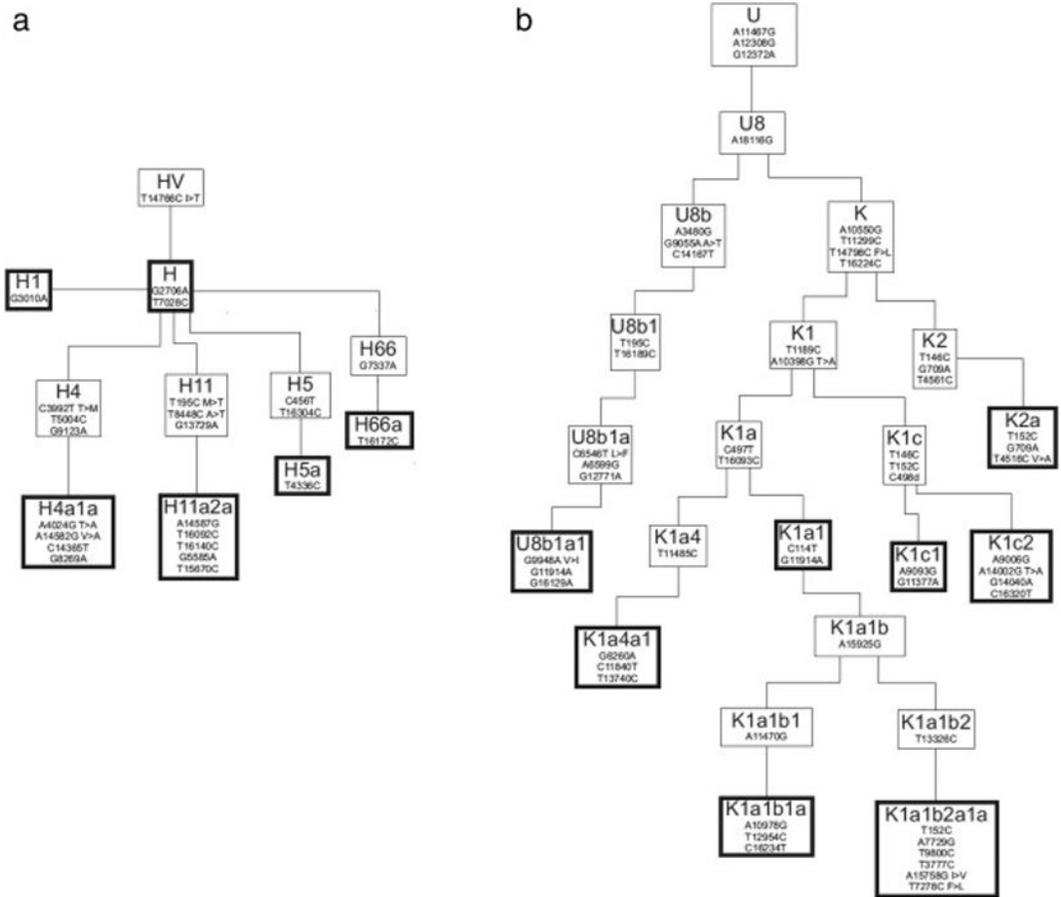 a
HV
T14766C I>T
H1
G3010A
H
G2706A
T7028C
H66
G7337A
H4
C3992T T>M
T5004C
G9123A
H11
T195C M>T
T8448C A>T
G13729A
H5
C456T
T16304C
H66a
T16172C
H5a
T4336C
H4a1a
A4024G T>A
A14582G V>A
C14365T
G8269A
H11a2a
A14587G
T16092C
T16140C
G5585A
T15670C
b
U
A11467G
A12308G
G12372A
U8
A18116G
U8b
A3480G
G9055A A>T
C14167T
K
A10550G
T11299C
T14798C F>L
T16224C
U8b1
T195C
T16189C
K1
T1189C
A10398G T>A
K2
T146C
G709A
T4561C
U8b1a
C6546T L>F
A6599G
G12771A
K1a
C497T
T16093C
K1c
T146C
T152C
C498d
K2a
T152C
G709A
T4516C V>A
U8b1a1
G9948A V>I
G11914A
G16129A
K1a4
T11485C
K1a1
C114T
G11914A
K1c1
A9093G
G11377A
K1c2
A9006G
A14002G T>A
G14040A
C16320T
K1a4a1
G6260A
C11840T
T13740C
K1a1b
A15925G
K1a1b1
A11470G
K1a1b2
T13326C
K1a1b1a
A10978G
T12954C
C16234T
K1a1b2a1a
T152C
A7729G
T9800C
T3777C
A15758G I>V
T7278C F>L